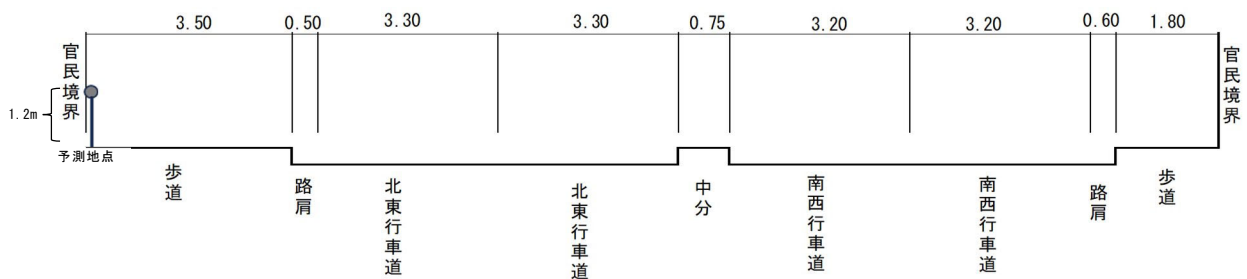 3.50
0.50
3.30
3.30
0.75
3.20
3.20
0.60
1.80
官民境界
官民境界
1.2m
予測地点
歩道
路肩
北東行車道
北東行車道
中分
南西行車道
南西行車道
路肩
歩道